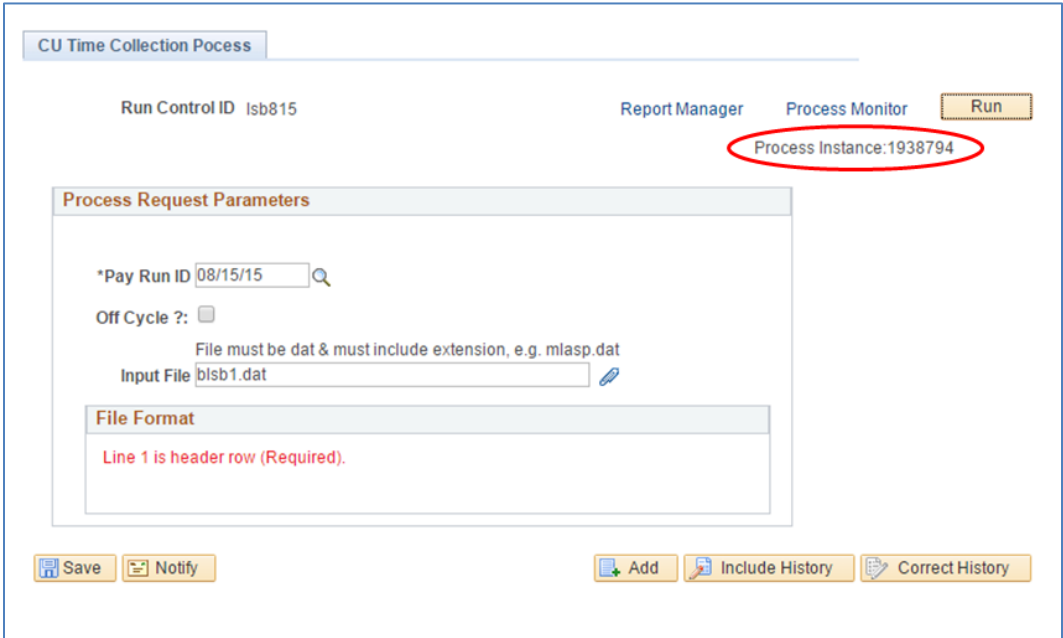 CU Time Collection Pocess
Run Control ID lsb815 Report Manager Process Monitor Run
Process Instance:1938794
Process Request Parameters
*Pay Run ID 08/15/15
Off Cycle ?:
File must be dat & must include extension, e.g. mlasp.dat
Input File blsb1.dat
File Format
Line 1 is header row (Required).
Save Notify Add Include History Correct History